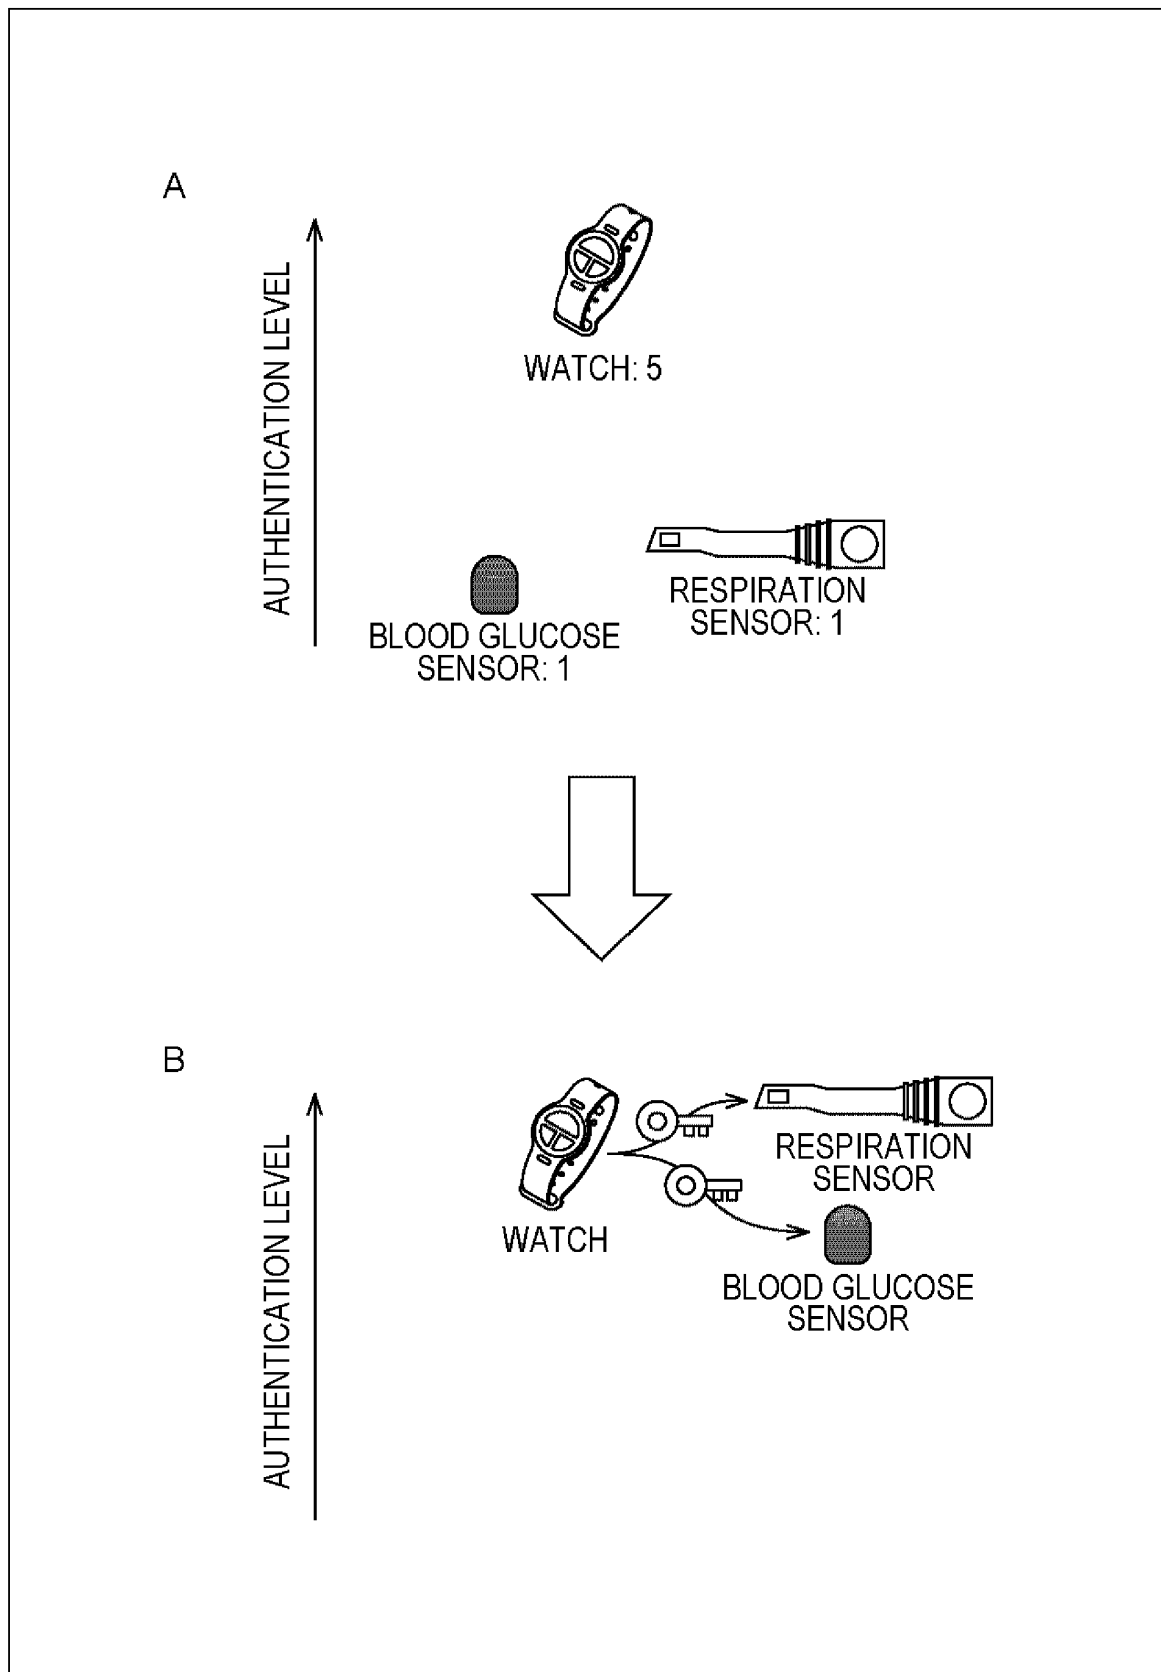 A
AUTHENTICATION LEVEL
WATCH: 5
RESPIRATION
SENSOR: 1
BLOOD GLUCOSE
SENSOR: 1
B
AUTHENTICATION LEVEL
WATCH
RESPIRATION
SENSOR
BLOOD GLUCOSE
SENSOR